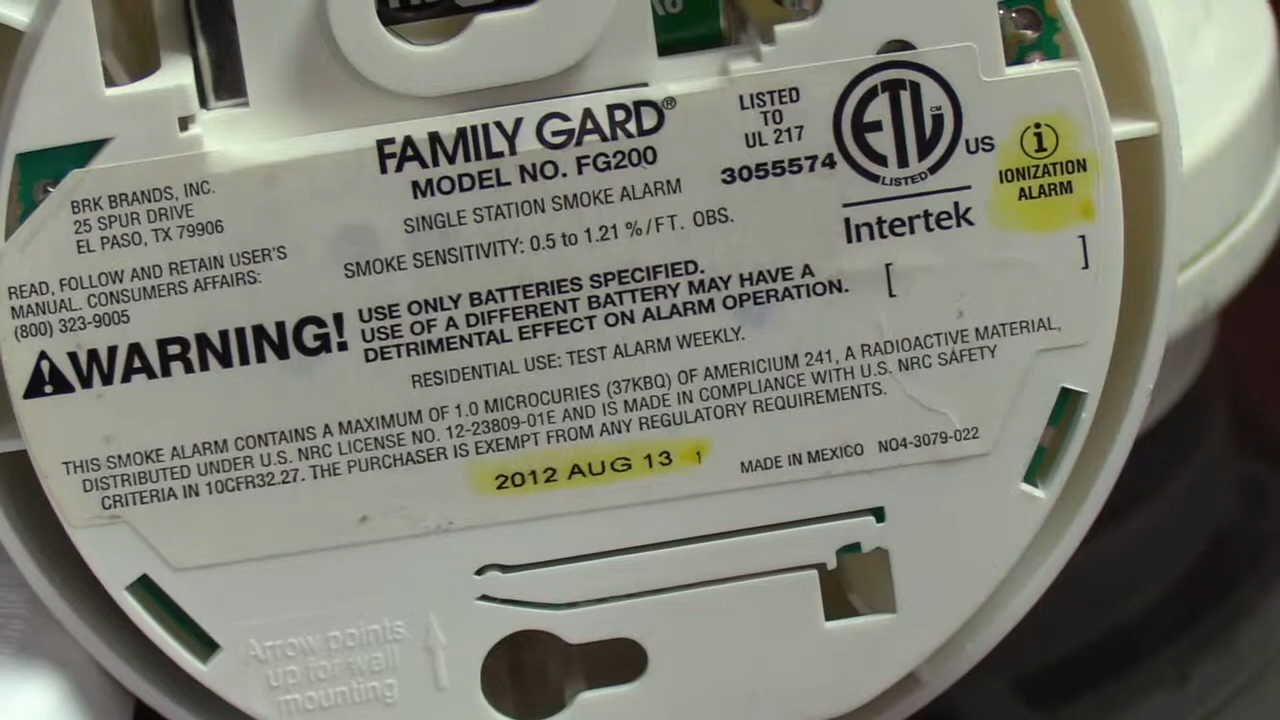 FAMILY GARD®
MODEL NO. FG200
SINGLE STATION SMOKE ALARM
SMOKE SENSITIVITY: 0.5 to 1.21 %/FT. OBS.
LISTED
TO
UL 217
3055574
ETL CM
LISTED
US
Intertek
i
IONIZATION
ALARM
[ ]
BRK BRANDS, INC.
25 SPUR DRIVE
EL PASO, TX 79906
READ, FOLLOW AND RETAIN USER'S
MANUAL. CONSUMERS AFFAIRS:
(800) 323-9005
WARNING!
USE ONLY BATTERIES SPECIFIED.
USE OF A DIFFERENT BATTERY MAY HAVE A
DETRIMENTAL EFFECT ON ALARM OPERATION.
RESIDENTIAL USE: TEST ALARM WEEKLY.
THIS SMOKE ALARM CONTAINS A MAXIMUM OF 1.0 MICROCURIES (37KBQ) OF AMERICIUM 241, A RADIOACTIVE MATERIAL,
DISTRIBUTED UNDER U.S. NRC LICENSE NO. 12-23809-01E AND IS MADE IN COMPLIANCE WITH U.S. NRC SAFETY
CRITERIA IN 10CFR32.27. THE PURCHASER IS EXEMPT FROM ANY REGULATORY REQUIREMENTS.
2012 AUG 13 1
MADE IN MEXICO NO4-3079-022
Arrow points
up for wall
mounting